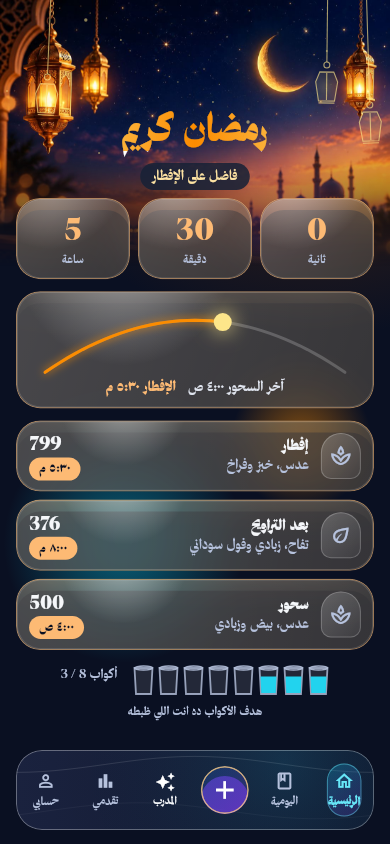 رمضان كريم
فاضل على الإفطار
0
ثانية
30
دقيقة
5
ساعة
آخر السحور ٤:٠٠ ص
الإفطار ٥:٣٠ م
إفطار
عدس، خبز وفراخ
799
٥:٣٠ م
بعد التراويح
تفاح، زبادي وفول سوداني
376
٨:٠٠ م
سحور
عدس، بيض وزبادي
500
٤:٠٠ ص
3 / 8 أكواب
هدف الأكواب ده انت اللي ظبطه
الرئيسية
اليومية
المدرب
تقدمي
حسابي